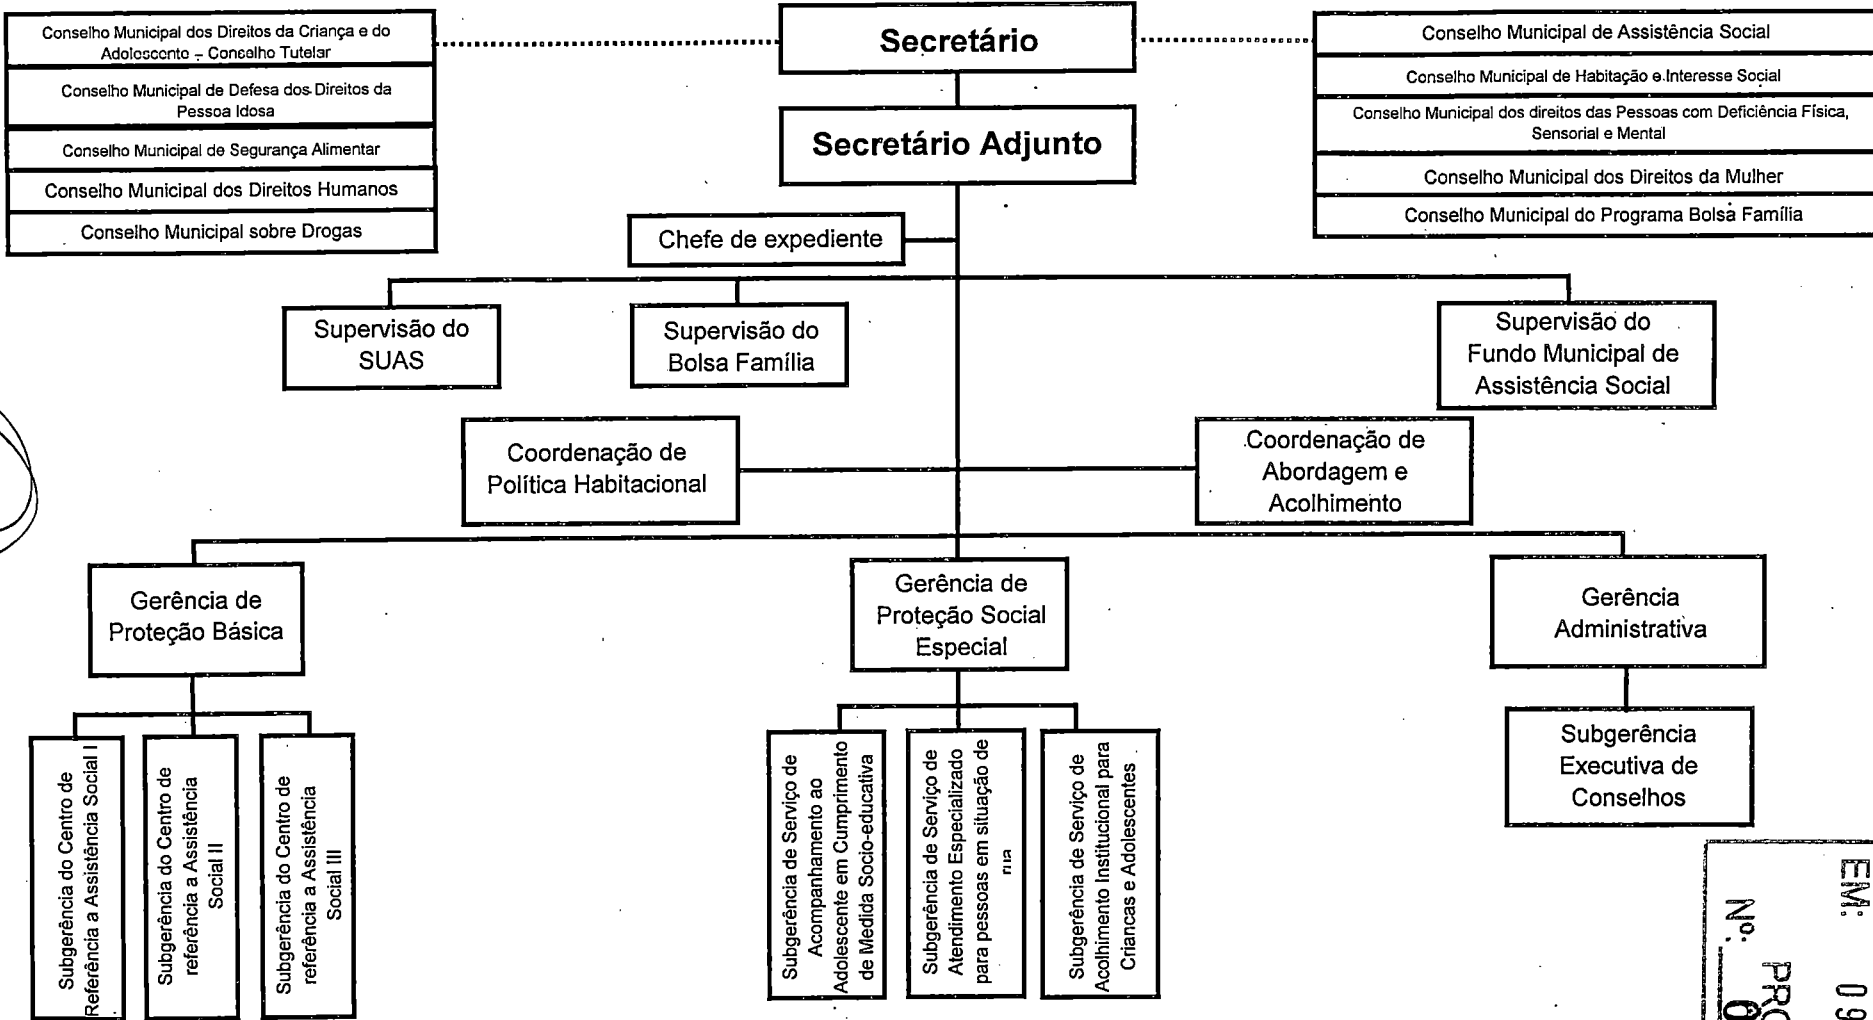 Conselho Municipal dos Direitos da Criança e do
Adolescente – Conselho Tutelar
Conselho Municipal de Defesa dos Direitos da
Pessoa Idosa
Conselho Municipal de Segurança Alimentar
Conselho Municipal dos Direitos Humanos
Conselho Municipal sobre Drogas
Secretário
Secretário Adjunto
Conselho Municipal de Assistência Social
Conselho Municipal de Habitação e Interesse Social
Conselho Municipal dos direitos das Pessoas com Deficiência Física,
Sensorial e Mental
Conselho Municipal dos Direitos da Mulher
Conselho Municipal do Programa Bolsa Família
Chefe de expediente
Supervisão do
SUAS
Supervisão do
Bolsa Família
Supervisão do
Fundo Municipal de
Assistência Social
Coordenação de
Política Habitacional
Coordenação de
Abordagem e
Acolhimento
Gerência de
Proteção Básica
Gerência de
Proteção Social
Especial
Gerência
Administrativa
Subgerência do Centro de
Referência a Assistência Social I
Subgerência do Centro de
referência a Assistência
Social II
Subgerência do Centro de
referência a Assistência
Social III
Subgerência de Serviço de
Acompanhamento ao
Adolescente em Cumprimento
de Medida Socio-educativa
Subgerência de Serviço de
Atendimento Especializado
para pessoas em situação de
rua
Subgerência de Serviço de
Acolhimento Institucional para
Crianças e Adolescentes
Subgerência
Executiva de
Conselhos
EM: 09
Nº.